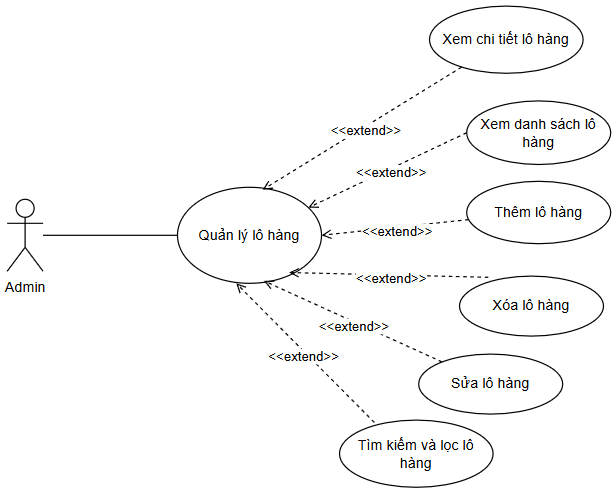 Xem chi tiết lô hàng
<<extend>>
Xem danh sách lô
hàng
<<extend>>
Thêm lô hàng
<<extend>>
Quản lý lô hàng
Admin
<<extend>>
Xóa lô hàng
<<extend>>
Sửa lô hàng
<<extend>>
Tìm kiếm và lọc lô
hàng